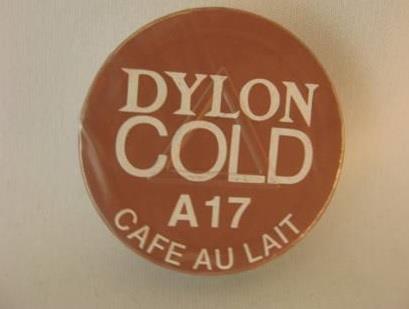 DYLON
COLD
A17
CAFE AU LAIT